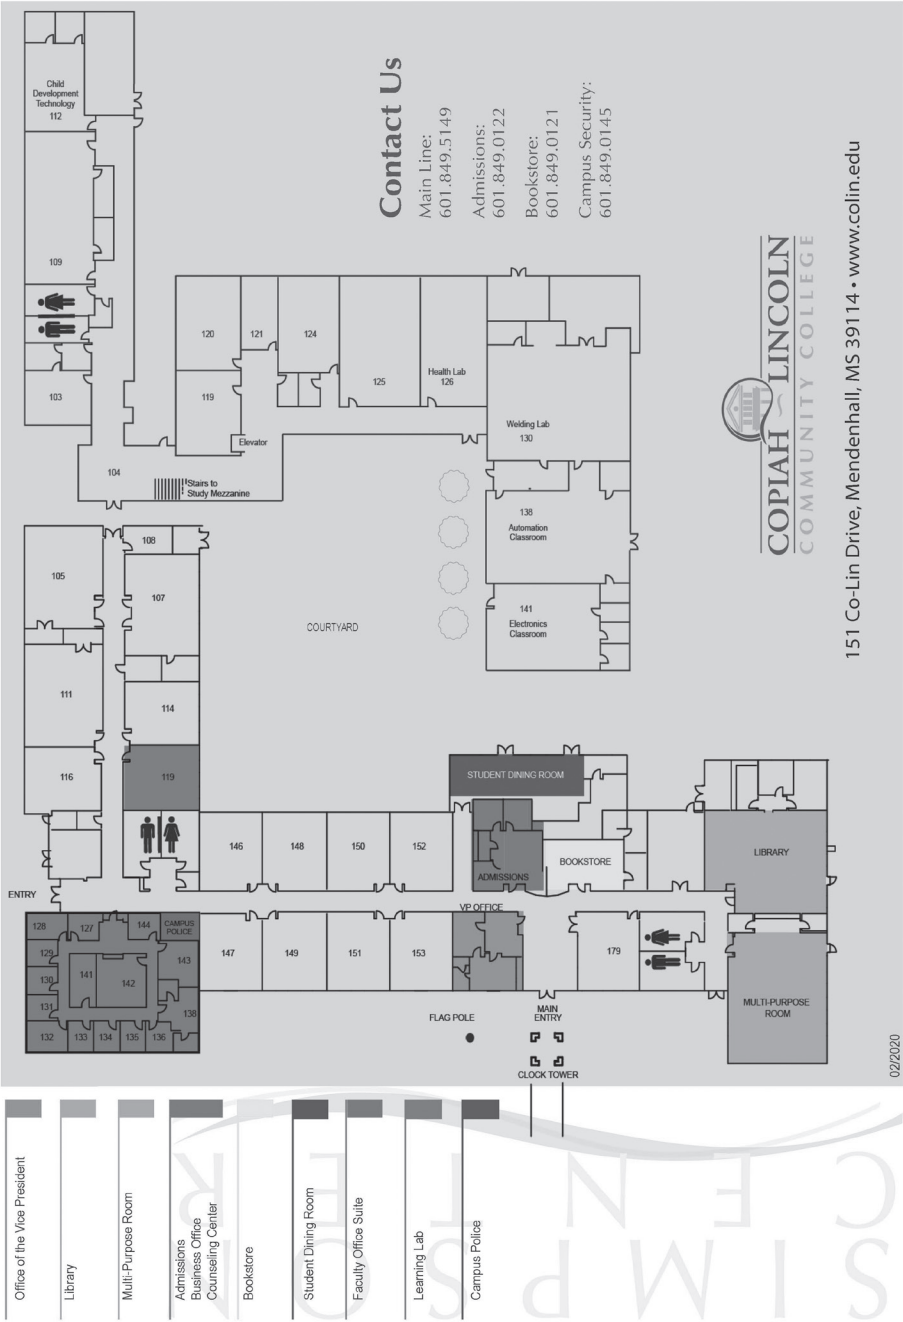 Child
Development
Technology
112
109
103
104
120
121
124
119
125
Health Lab
126
Elevator
Stairs to
Study Mezzanine
Welding Lab
130
138
Automation
Classroom
141
Electronics
Classroom
COURTYARD
108
105
107
111
114
116
119
146
148
150
152
STUDENT DINING ROOM
ADMISSIONS
BOOKSTORE
LIBRARY
ENTRY
VP OFFICE
128
127
144
CAMPUS
POLICE
129
143
130
141
142
131
138
132
133
134
135
136
147
149
151
153
179
MULTI-PURPOSE
ROOM
FLAG POLE
MAIN
ENTRY
CLOCK TOWER
Contact Us
Main Line:
601.849.5149
Admissions:
601.849.0122
Bookstore:
601.849.0121
Campus Security:
601.849.0145
COPIAH ~ LINCOLN
COMMUNITY COLLEGE
151 Co-Lin Drive, Mendenhall, MS 39114 • www.colin.edu
02/2020
Office of the Vice President
Library
Multi-Purpose Room
Admissions
Business Office
Counseling Center
Bookstore
Student Dining Room
Faculty Office Suite
Learning Lab
Campus Police
SIMPSON
CENTER